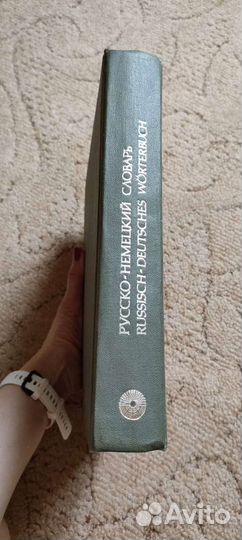 РУССКО-НЕМЕЦКИЙ СЛОВАРЬ
RUSSISCH-DEUTSCHES WÖRTERBUCH
Avito